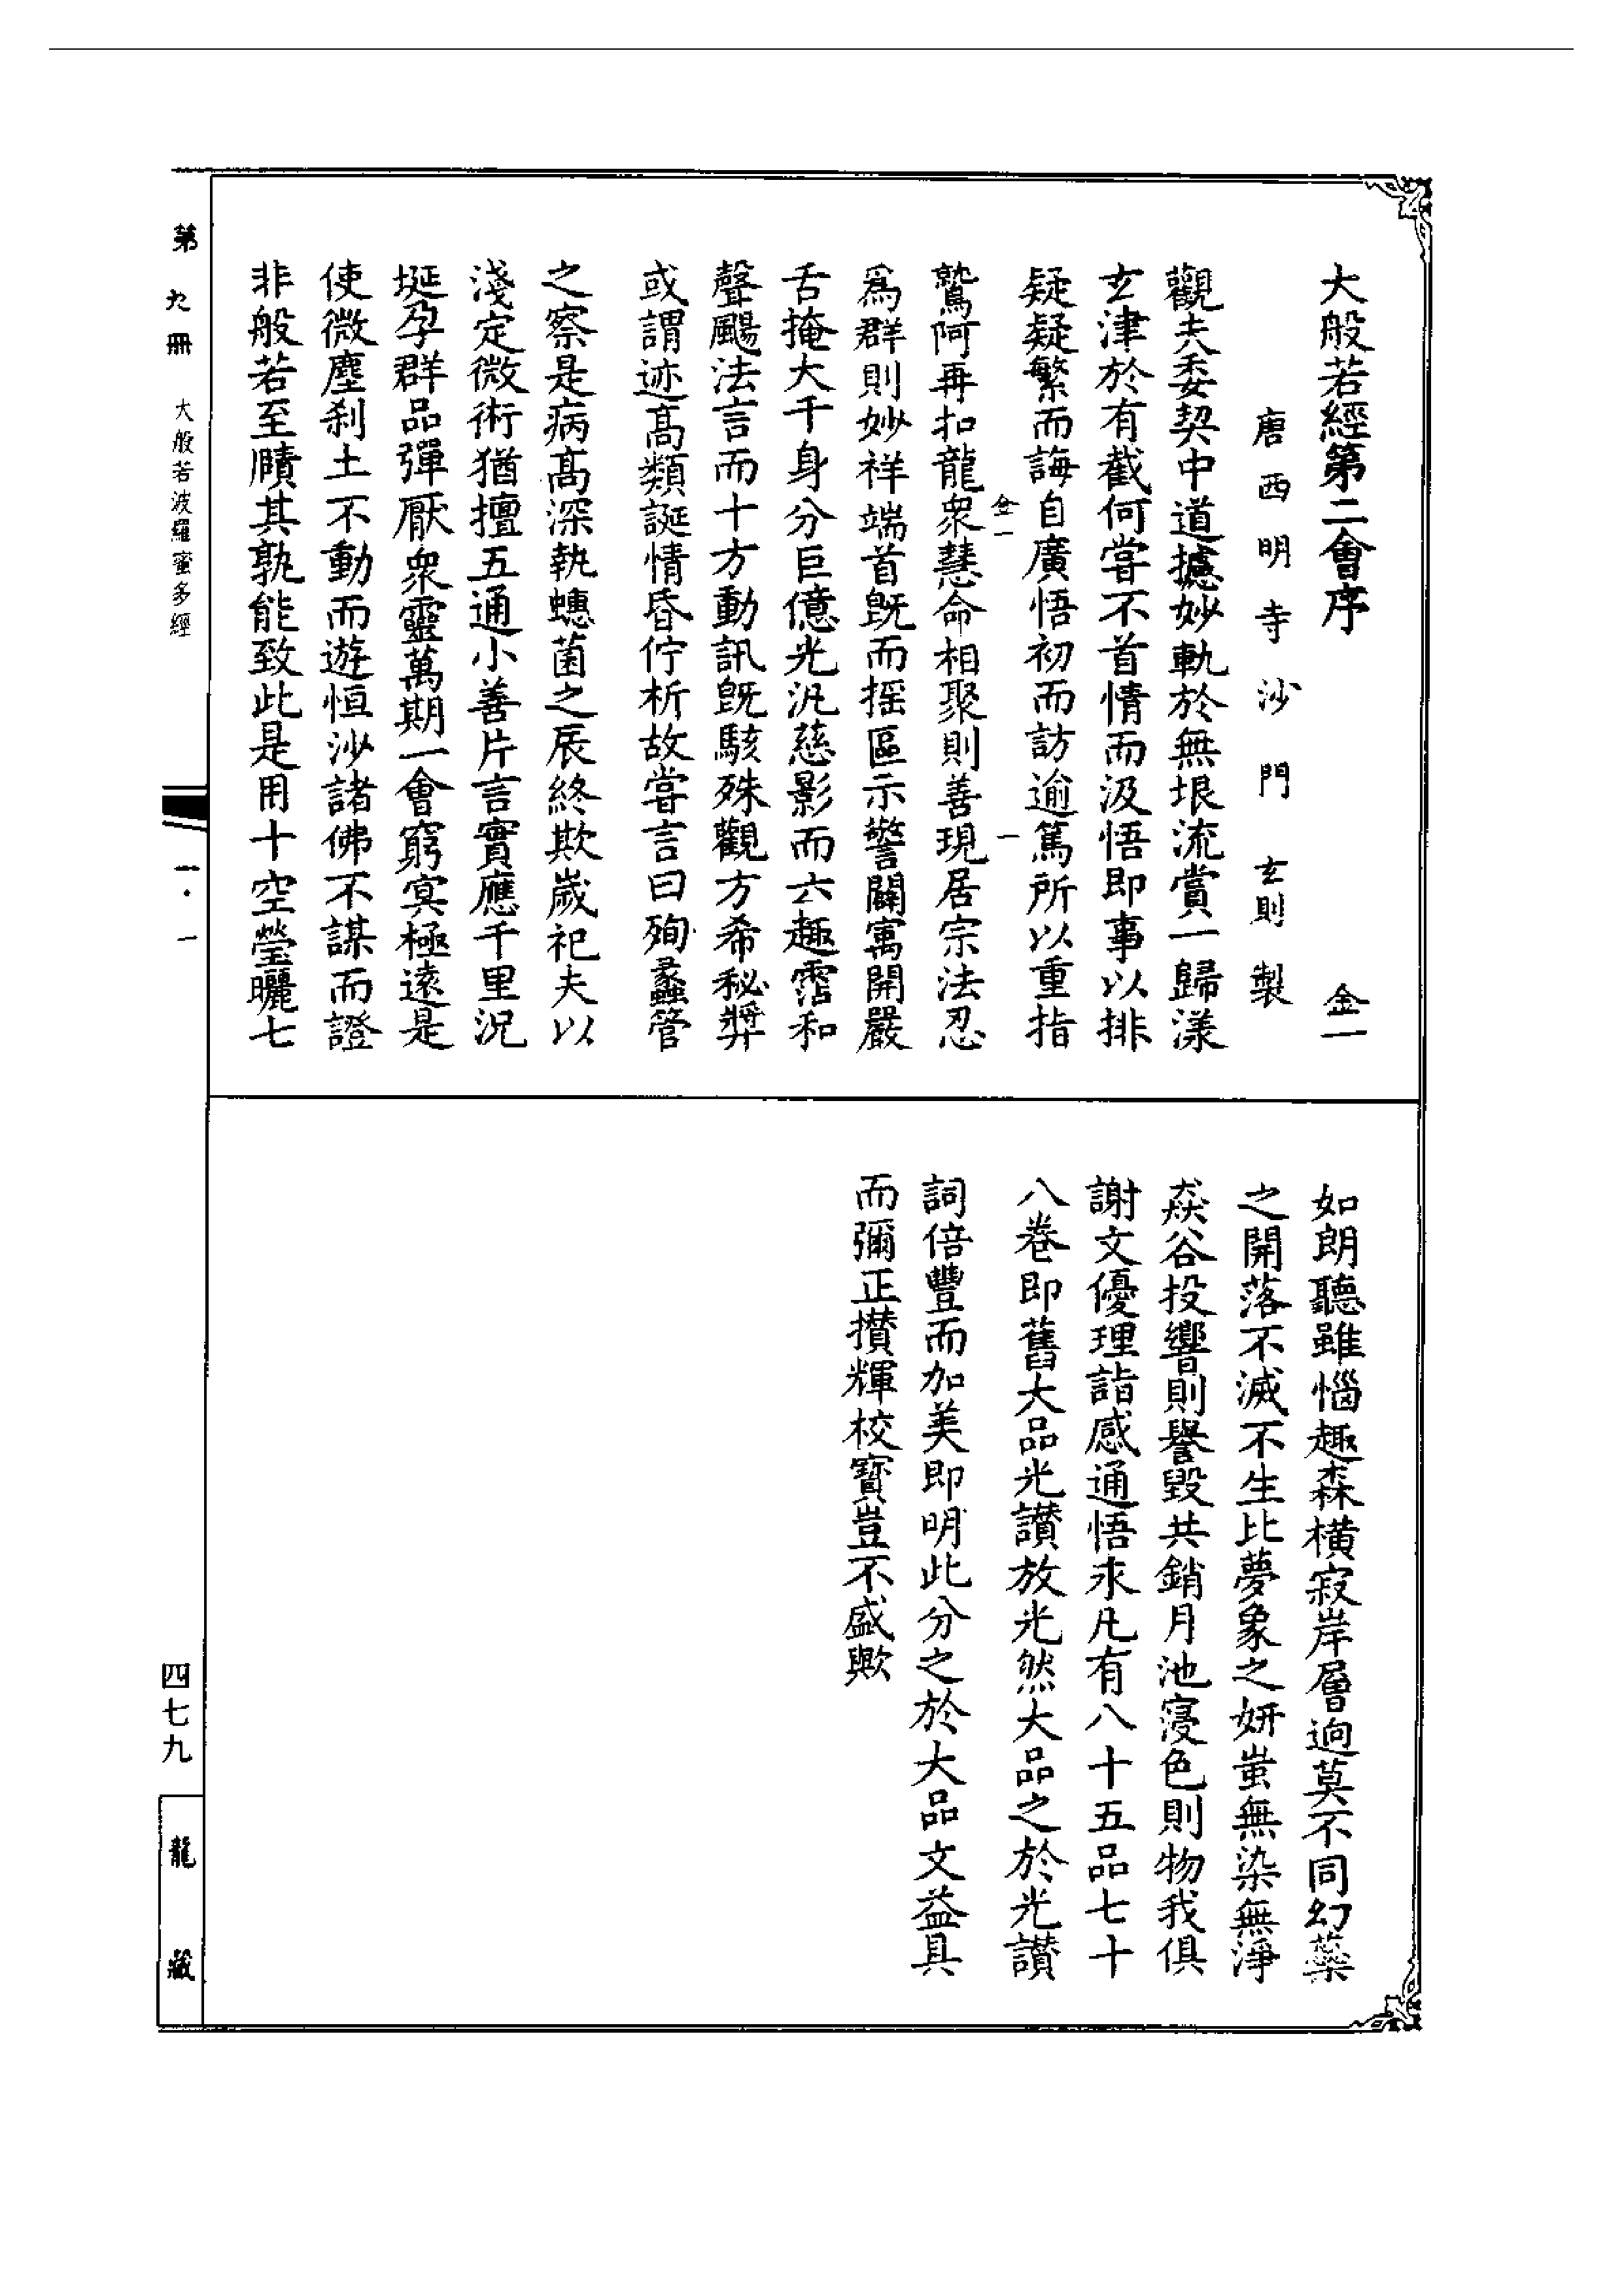 大般若經第二會序　金一
唐西明寺沙門玄則製
觀夫委契中道攄妙軌於無垠流賞一歸漾
玄津於有截何甞不首情而汲悟即事以排
疑疑繁而誨自廣悟初而訪逾篤所以重指
金一　一
鷲阿再扣龍衆慧命相聚則善現居宗法忍
爲群則妙祥端首既而摇區示警闢寓開嚴
舌掩大千身分巨億光汎慈影而六趣霑和
聲颺法言而十方動訊既駭殊觀方希秘弉
或謂迹髙類誕情昏佇析故甞言曰殉蠡管
之察是病髙深執蟪菌之辰終欺歲祀夫以
淺定微術猶擅五通小善片言實應千里況
埏孕群品彈厭衆靈萬期一會窮冥極遠是
使微塵刹土不動而遊恒沙諸佛不謀而證
非般若至賾其孰能致此是用十空瑩曬七
如朗聽雖惱趣森橫寂岸層逈莫不同幻蘂
之開落不滅不生比夢象之妍蚩無染無淨
猋谷投響則譽毀共銷月池寖色則物我俱
謝文優理詣感通悟永凡有八十五品七十
八卷即舊大品光讃放光然大品之於光讃
詞倍豐而加美即明此分之於大品文益具
而彌正攅輝校寶豈不盛歟
第九冊　大般若波羅蜜多經
一·一
四七九
龍藏